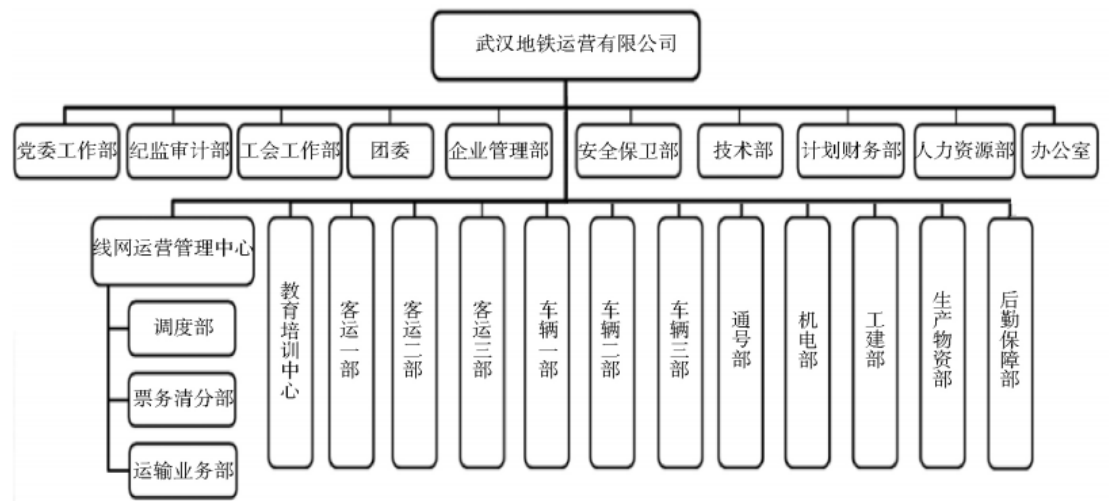 武汉地铁运营有限公司
党委工作部
纪监审计部
工会工作部
团委
企业管理部
安全保卫部
技术部
计划财务部
人力资源部
办公室
线网运营管理中心
调度部
票务清分部
运输业务部
教育培训中心
客运一部
客运二部
客运三部
车辆一部
车辆二部
车辆三部
通号部
机电部
工建部
生产物资部
后勤保障部